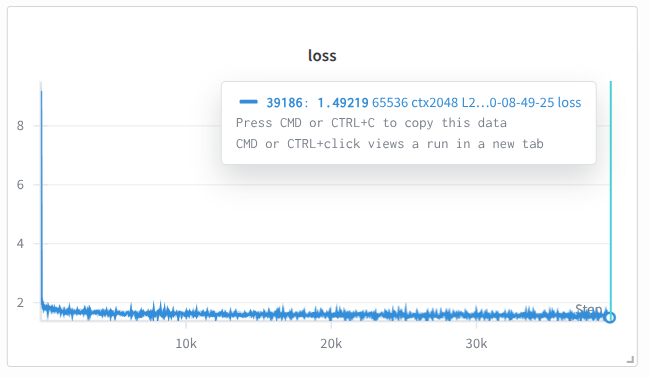 loss
39186: 1.49219 65536 ctx2048 L2...0-08-49-25 loss
Press CMD or CTRL+C to copy this data
CMD or CTRL+click views a run in a new tab
8
6
4
2
Step
10k
20k
30k